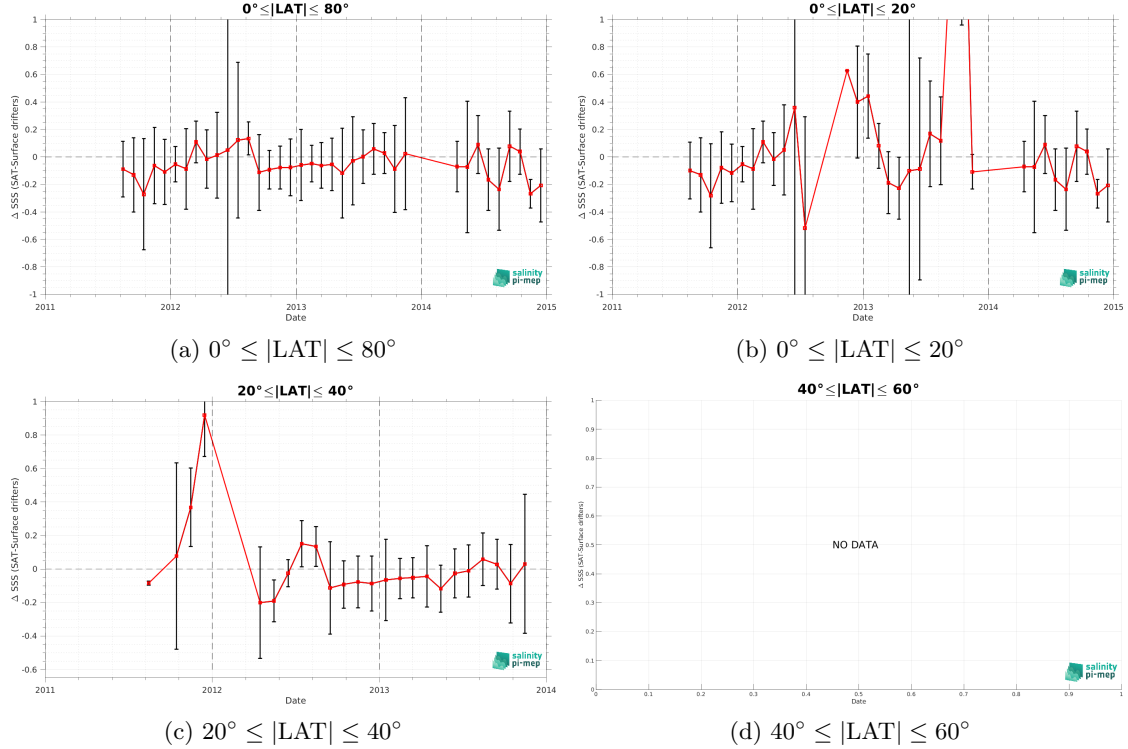 0°≤|LAT|≤ 80°
Δ SSS (SAT-Surface drifters)
1
0.8
0.6
0.4
0.2
0
-0.2
-0.4
-0.6
-0.8
-1
2011
2012
2013
2014
2015
Date
salinity
pi-mep
(a) 0° ≤ |LAT| ≤ 80°
0°≤|LAT|≤ 20°
Δ SSS (SAT-Surface drifters)
1
0.8
0.6
0.4
0.2
0
-0.2
-0.4
-0.6
-0.8
-1
2011
2012
2013
2014
2015
Date
salinity
pi-mep
(b) 0° ≤ |LAT| ≤ 20°
20°≤|LAT|≤ 40°
Δ SSS (SAT-Surface drifters)
1
0.8
0.6
0.4
0.2
0
-0.2
-0.4
-0.6
2011
2012
2013
2014
Date
salinity
pi-mep
(c) 20° ≤ |LAT| ≤ 40°
40°≤|LAT|≤ 60°
Δ SSS (SAT-Surface drifters)
1
0.9
0.8
0.7
0.6
0.5
0.4
0.3
0.2
0.1
0
NO DATA
0
0.1
0.2
0.3
0.4
0.5
0.6
0.7
0.8
0.9
1
Date
salinity
pi-mep
(d) 40° ≤ |LAT| ≤ 60°